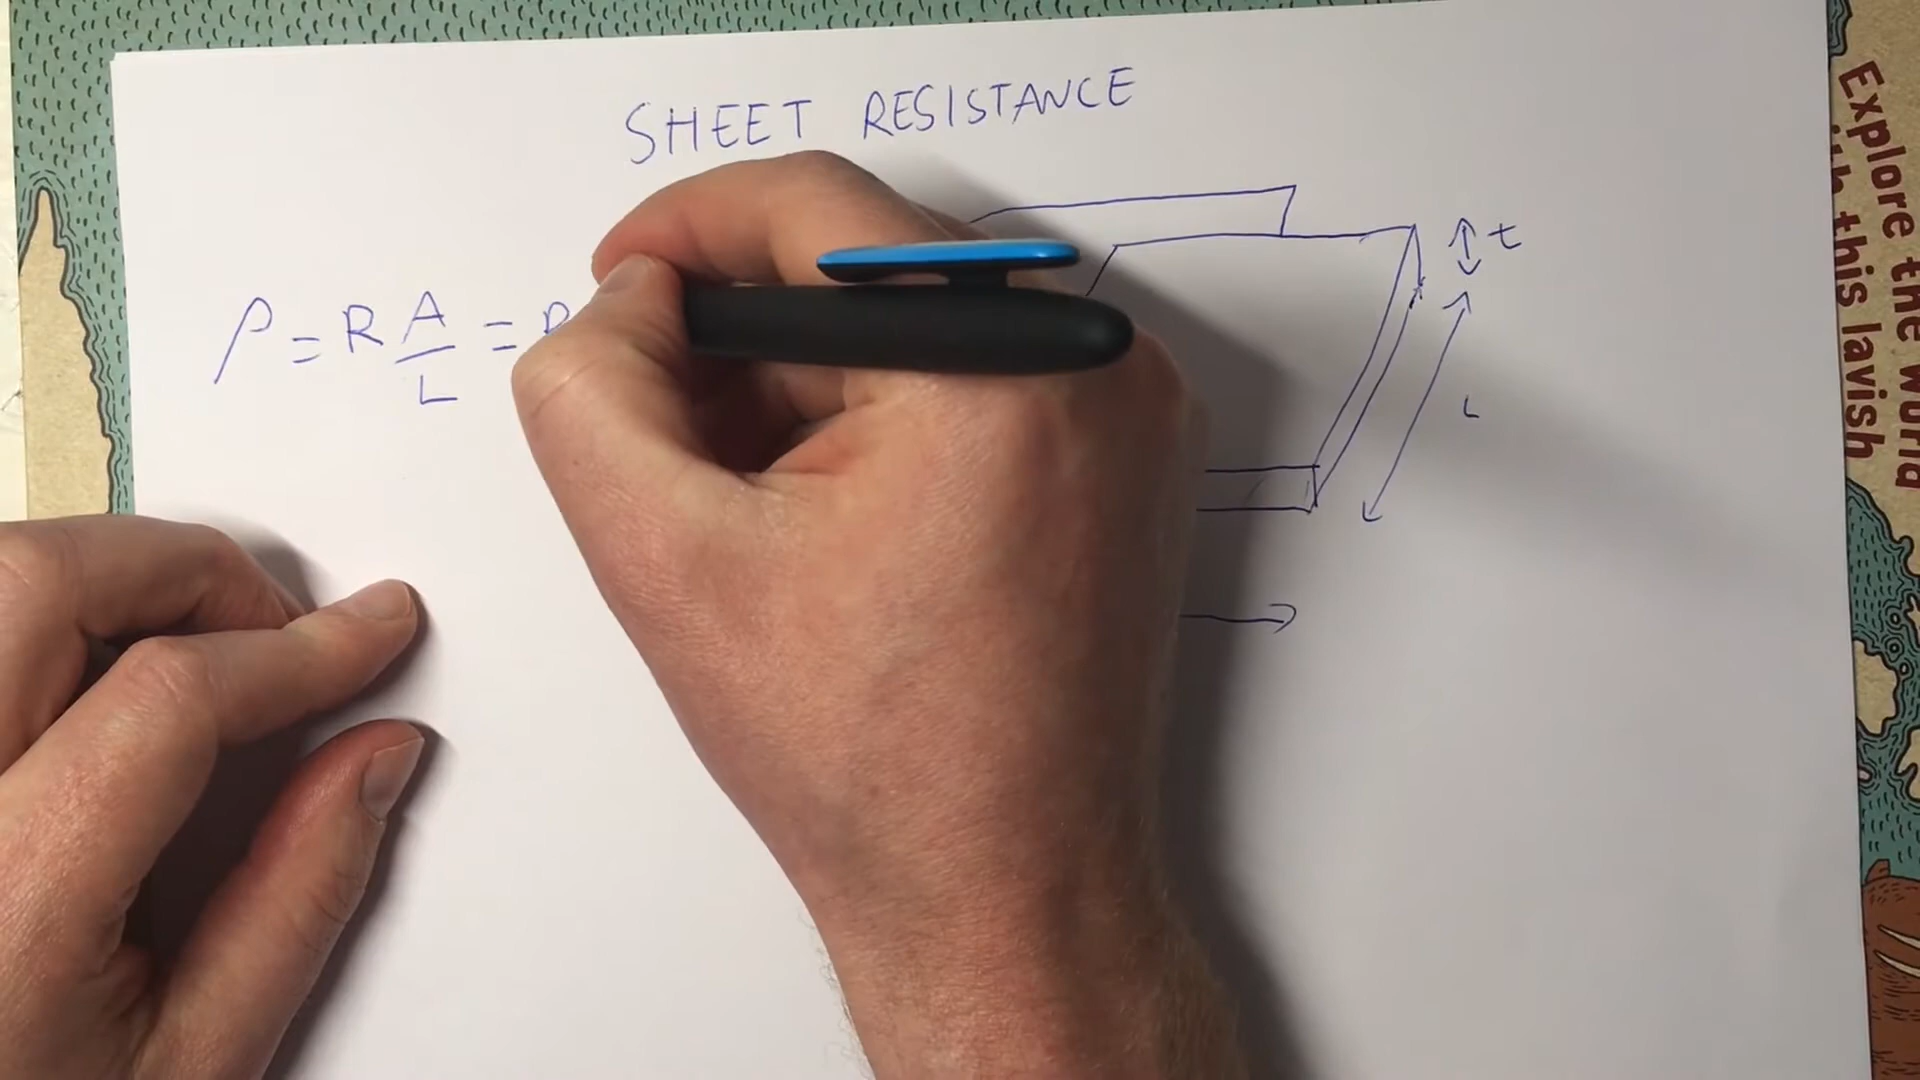 SHEET RESISTANCE
t
ρ = R A/L = R
L
Explore the world
with this lavish